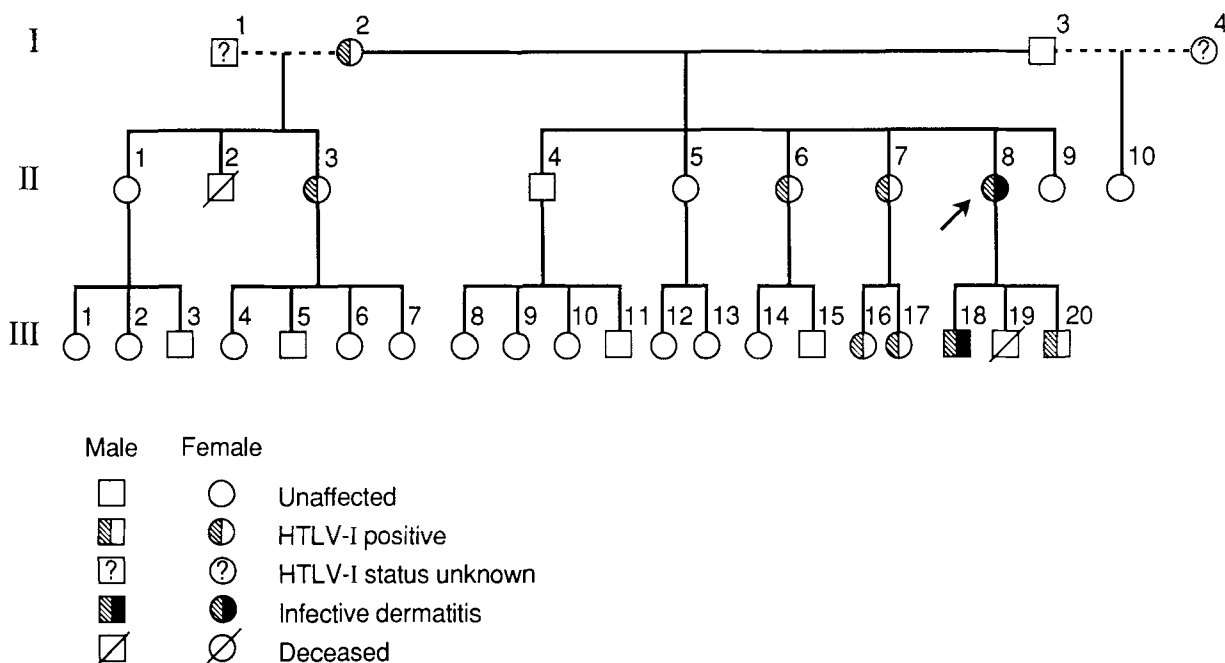 I 1 2 3 4
? ?
II 1 2 3 4 5 6 7 8 9 10
III 1 2 3 4 5 6 7 8 9 10 11 12 13 14 15 16 17 18 19 20
Male Female
Unaffected
HTLV-I positive
? ? HTLV-I status unknown
Infective dermatitis
Deceased